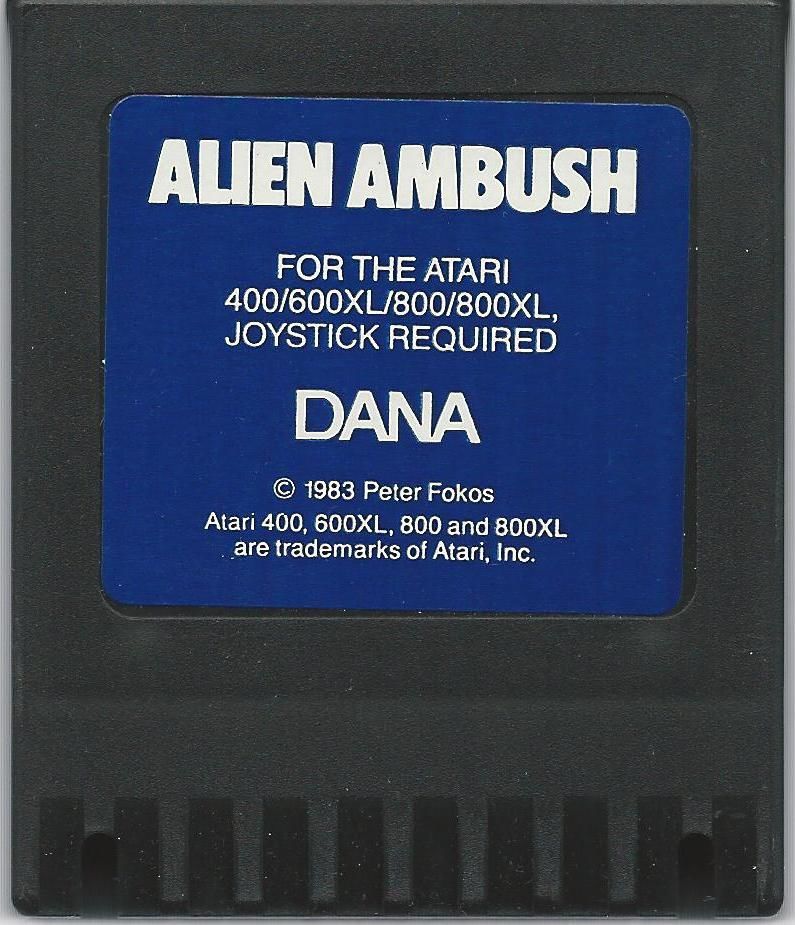 ALIEN AMBUSH
FOR THE ATARI
400/600XL/800/800XL,
JOYSTICK REQUIRED
DANA
© 1983 Peter Fokos
Atari 400, 600XL, 800 and 800XL
are trademarks of Atari, Inc.